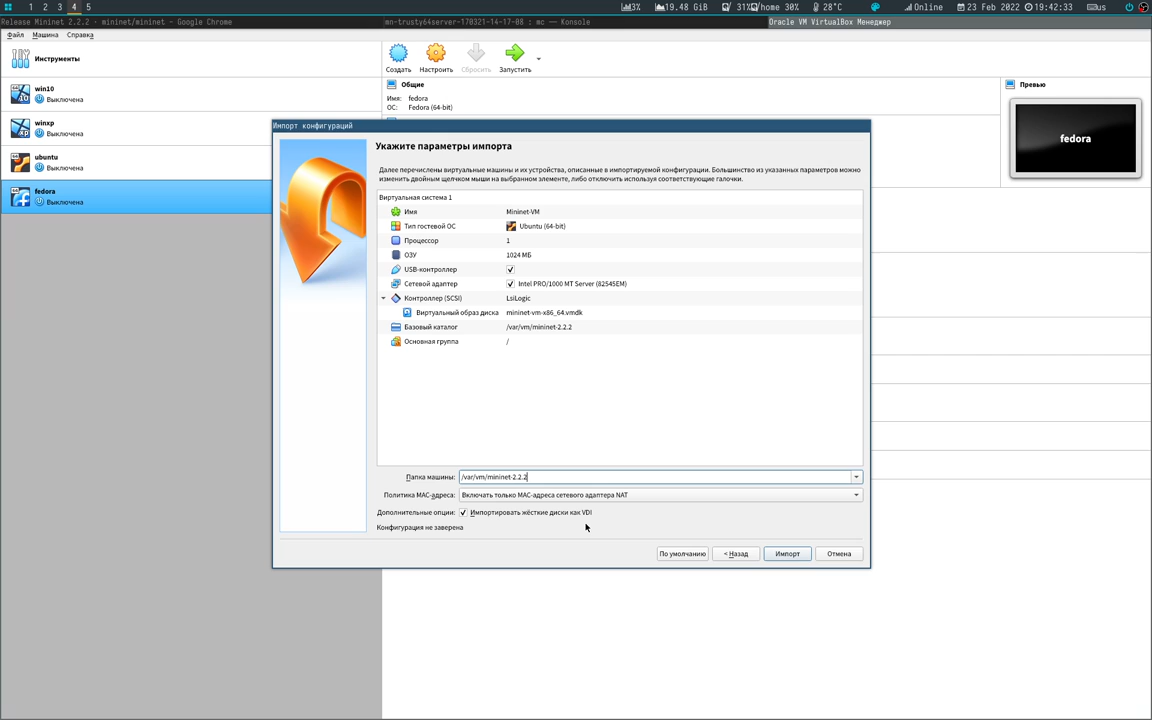 1 2 3 4 5
3% 19.48 GiB 31% /home 30% 28°C Online 23 Feb 2022 19:42:33 us
Release Mininet 2.2.2 · mininet/mininet - Google Chrome
mn-trusty64server-170321-14-17-08 : mc — Konsole
Oracle VM VirtualBox Менеджер
Файл Машина Справка
Инструменты
Создать Настроить Сбросить Запустить
win10
Выключена
winxp
Выключена
ubuntu
Выключена
fedora
Выключена
Общие
Имя: fedora
ОС: Fedora (64-bit)
Превью
fedora
Импорт конфигураций
Укажите параметры импорта
Далее перечислены виртуальные машины и их устройства, описанные в импортируемой конфигурации. Большинство из указанных параметров можно
изменить двойным щелчком мыши на выбранном элементе, либо отключить используя соответствующие галочки.
Виртуальная система 1
Имя Mininet-VM
Тип гостевой ОС Ubuntu (64-bit)
Процессор 1
ОЗУ 1024 МБ
USB-контроллер
Сетевой адаптер Intel PRO/1000 MT Server (82545EM)
Контроллер (SCSI) LsiLogic
Виртуальный образ диска mininet-vm-x86_64.vmdk
Базовый каталог /var/vm/mininet-2.2.2
Основная группа /
Папка машины: /var/vm/mininet-2.2.2
Политика MAC-адреса: Включать только MAC-адреса сетевого адаптера NAT
Дополнительные опции: Импортировать жёсткие диски как VDI
Конфигурация не заверена
По умолчанию < Назад Импорт Отмена